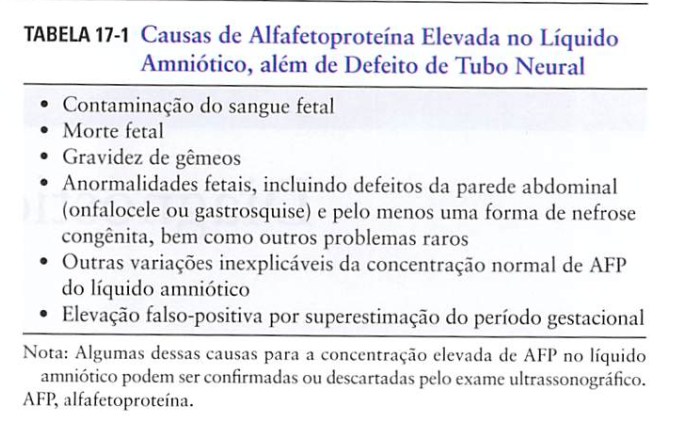 TABELA 17-1 Causas de Alfafetoproteína Elevada no Líquido
Amniótico, além de Defeito de Tubo Neural
• Contaminação do sangue fetal
• Morte fetal
• Gravidez de gêmeos
• Anormalidades fetais, incluindo defeitos da parede abdominal
(onfalocele ou gastrosquise) e pelo menos uma forma de nefrose
congênita, bem como outros problemas raros
• Outras variações inexplicáveis da concentração normal de AFP
do líquido amniótico
• Elevação falso-positiva por superestimação do período gestacional
Nota: Algumas dessas causas para a concentração elevada de AFP no líquido
amniótico podem ser confirmadas ou descartadas pelo exame ultrassonográfico.
AFP, alfafetoproteína.